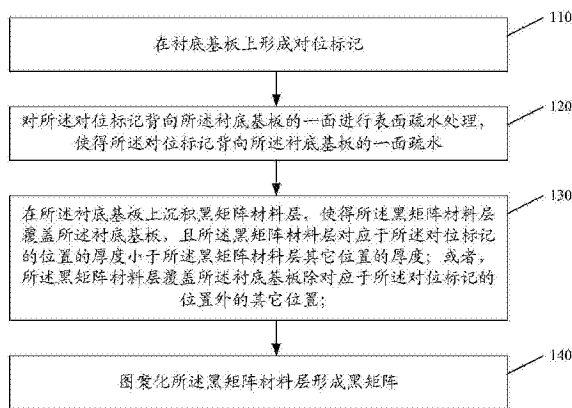 在衬底基板上形成对位标记
110
对所述对位标记背向所述衬底基板的一面进行表面疏水处理,
使得所述对位标记背向所述衬底基板的一面疏水
120
在所述衬底基板上沉积黑矩阵材料层,使得所述黑矩阵材料层
覆盖所述衬底基板,且所述黑矩阵材料层对应于所述对位标记
的位置的厚度小于所述黑矩阵材料层其它位置的厚度;或者,
所述黑矩阵材料层覆盖所述衬底基板除对应于所述对位标记的
位置外的其它位置;
130
图案化所述黑矩阵材料层形成黑矩阵
140